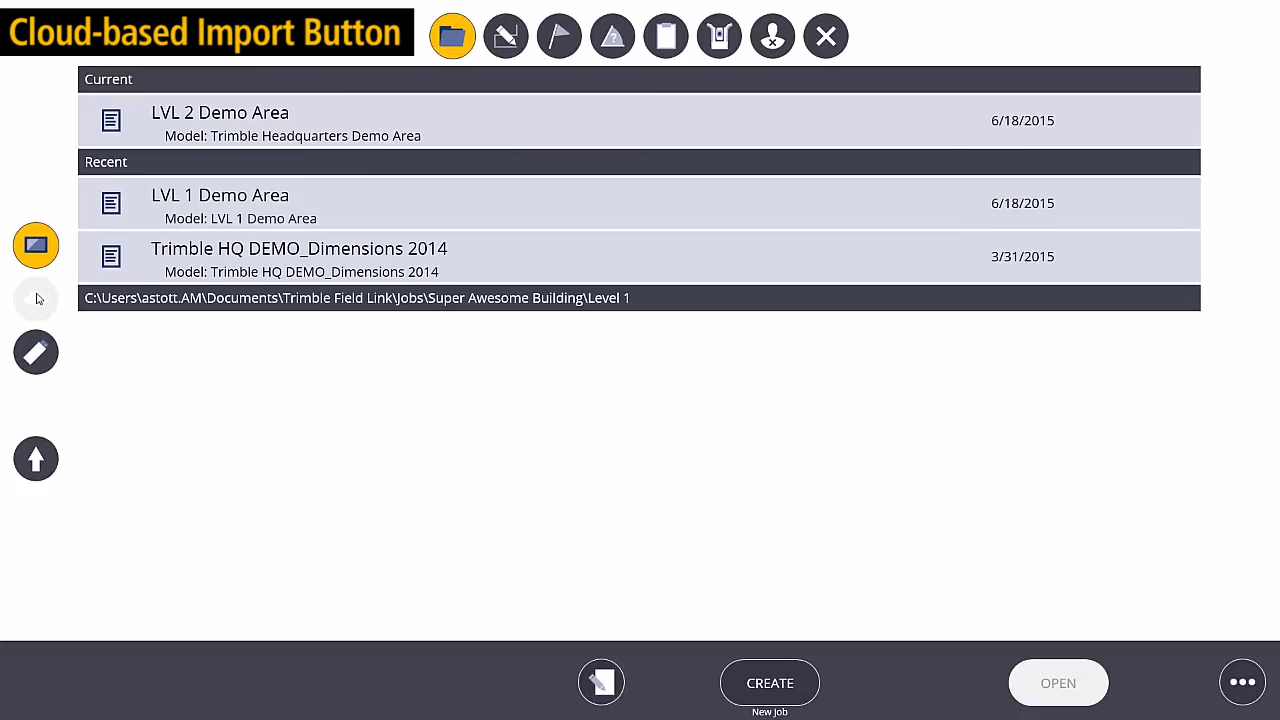 Cloud-based Import Button
?
Current
LVL 2 Demo Area
Model: Trimble Headquarters Demo Area
6/18/2015
Recent
LVL 1 Demo Area
Model: LVL 1 Demo Area
6/18/2015
Trimble HQ DEMO_Dimensions 2014
Model: Trimble HQ DEMO_Dimensions 2014
3/31/2015
C:\Users\astott.AM\Documents\Trimble Field Link\Jobs\Super Awesome Building\Level 1
CREATE
New Job
OPEN